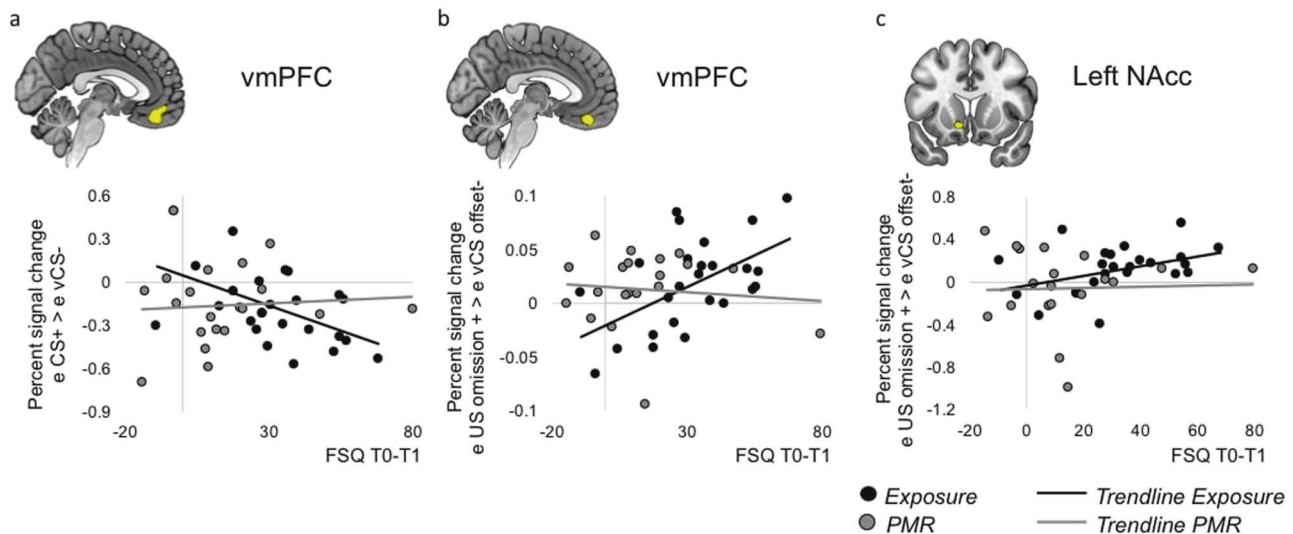 a
vmPFC
Percent signal change
e CS+ > e vCS-
0.6
0.3
0
-0.3
-0.6
-0.9
-20
30
80
FSQ T0-T1
b
vmPFC
Percent signal change
e US omission + > e vCS offset-
0.1
0.05
0
-0.05
-0.1
-20
30
80
FSQ T0-T1
c
Left NAcc
Percent signal change
e US omission + > e vCS offset-
0.8
0.4
0
-0.4
-0.8
-1.2
-20
0
20
40
60
80
FSQ T0-T1
Exposure
Trendline Exposure
PMR
Trendline PMR